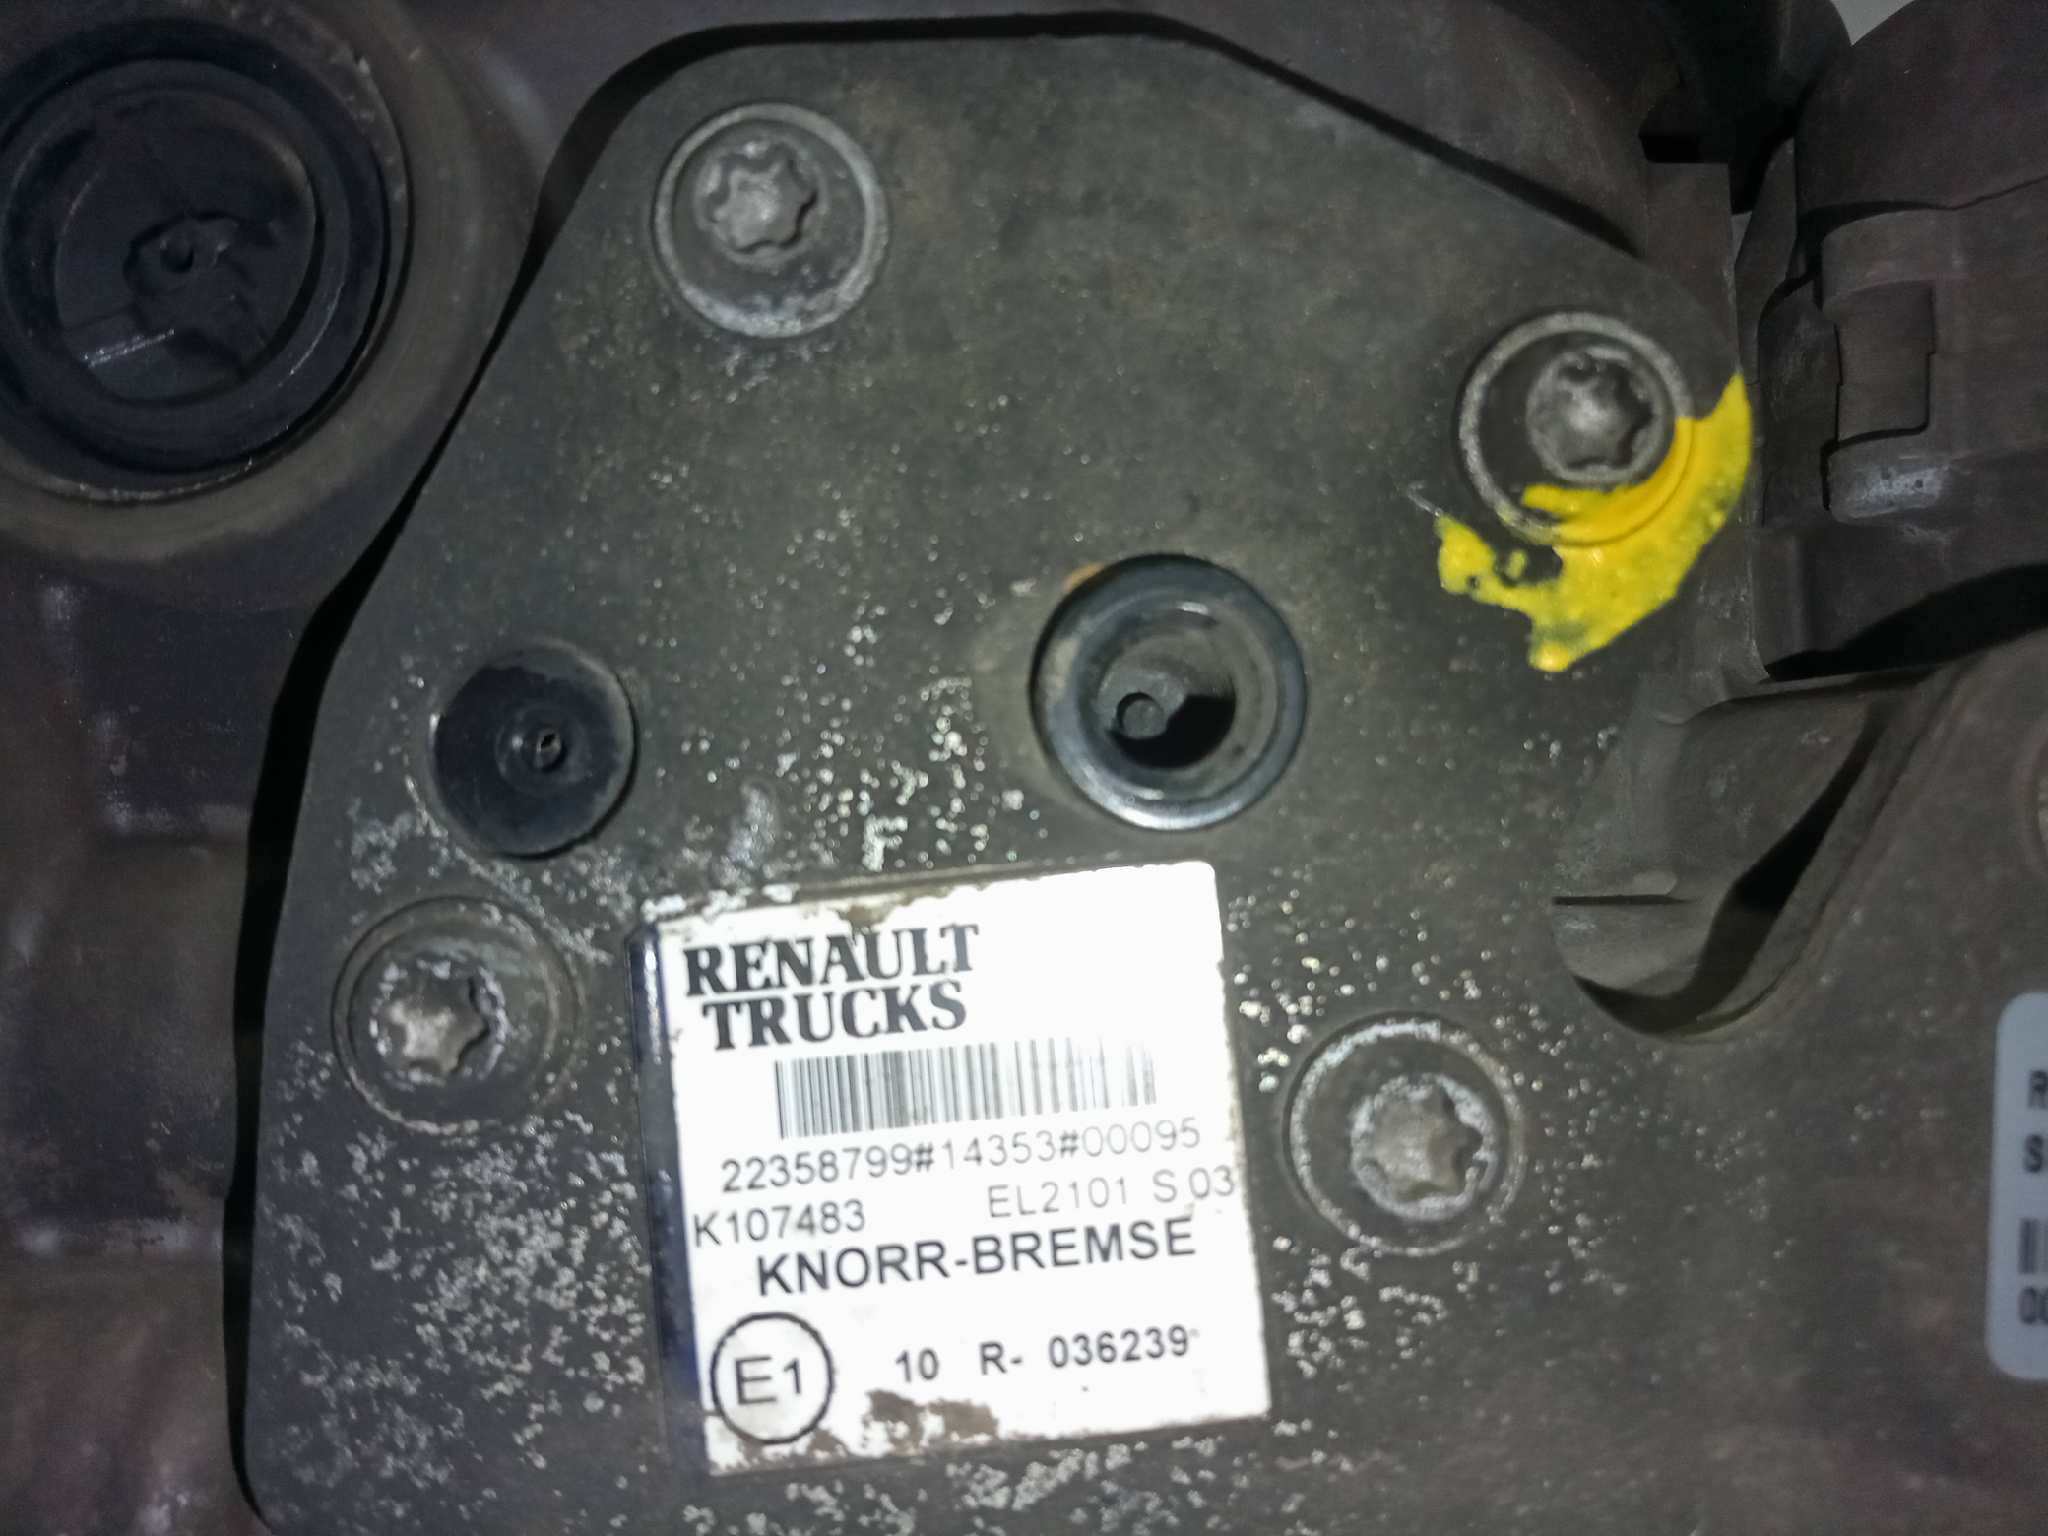 RENAULT
TRUCKS
22358799#14353#00095
K107483 EL2101 S 03
KNORR-BREMSE
E1 10 R- 036239